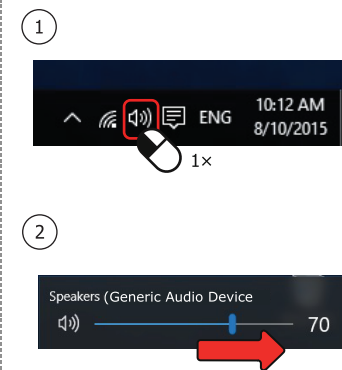 1
ENG
10:12 AM
8/10/2015
1×
2
Speakers (Generic Audio Device
70